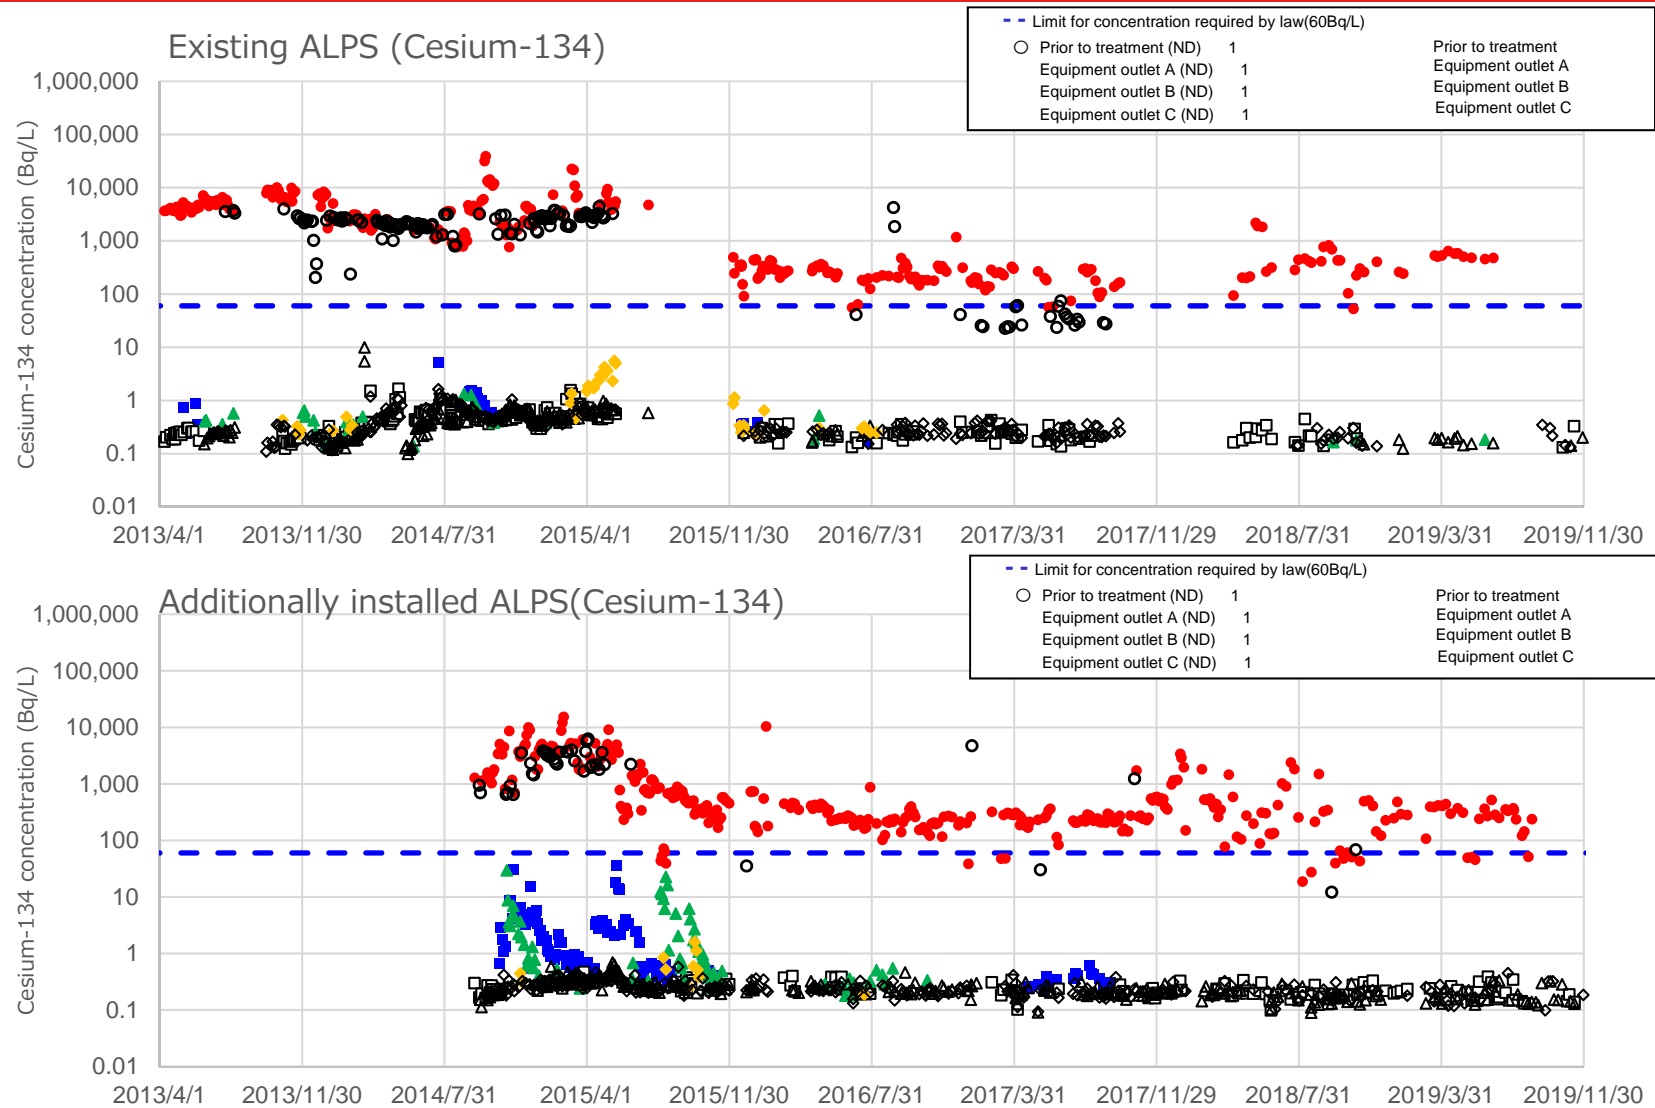 Existing ALPS (Cesium-134)
Limit for concentration required by law(60Bq/L)
Prior to treatment (ND) 1 Prior to treatment
Equipment outlet A (ND) 1 Equipment outlet A
Equipment outlet B (ND) 1 Equipment outlet B
Equipment outlet C (ND) 1 Equipment outlet C
Cesium-134 concentration (Bq/L)
1,000,000
100,000
10,000
1,000
100
10
1
0.1
0.01
2013/4/1 2013/11/30 2014/7/31 2015/4/1 2015/11/30 2016/7/31 2017/3/31 2017/11/29 2018/7/31 2019/3/31 2019/11/30
Additionally installed ALPS(Cesium-134)
Limit for concentration required by law(60Bq/L)
Prior to treatment (ND) 1 Prior to treatment
Equipment outlet A (ND) 1 Equipment outlet A
Equipment outlet B (ND) 1 Equipment outlet B
Equipment outlet C (ND) 1 Equipment outlet C
Cesium-134 concentration (Bq/L)
1,000,000
100,000
10,000
1,000
100
10
1
0.1
0.01
2013/4/1 2013/11/30 2014/7/31 2015/4/1 2015/11/30 2016/7/31 2017/3/31 2017/11/29 2018/7/31 2019/3/31 2019/11/30